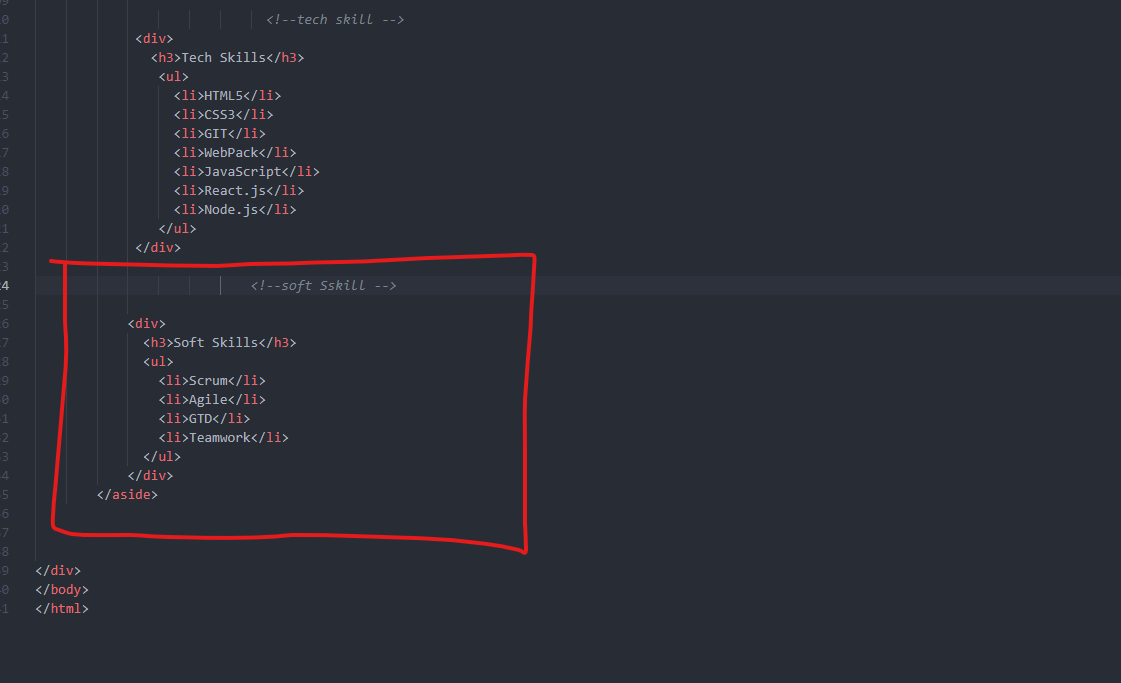 0 <!--tech skill -->
1 <div>
2 <h3>Tech Skills</h3>
3 <ul>
4 <li>HTML5</li>
5 <li>CSS3</li>
6 <li>GIT</li>
7 <li>WebPack</li>
8 <li>JavaScript</li>
9 <li>React.js</li>
0 <li>Node.js</li>
1 </ul>
2 </div>
3
4 <!--soft Sskill -->
5
6 <div>
7 <h3>Soft Skills</h3>
8 <ul>
9 <li>Scrum</li>
0 <li>Agile</li>
1 <li>GTD</li>
2 <li>Teamwork</li>
3 </ul>
4 </div>
5 </aside>
6
7
8
9 </div>
0 </body>
1 </html>